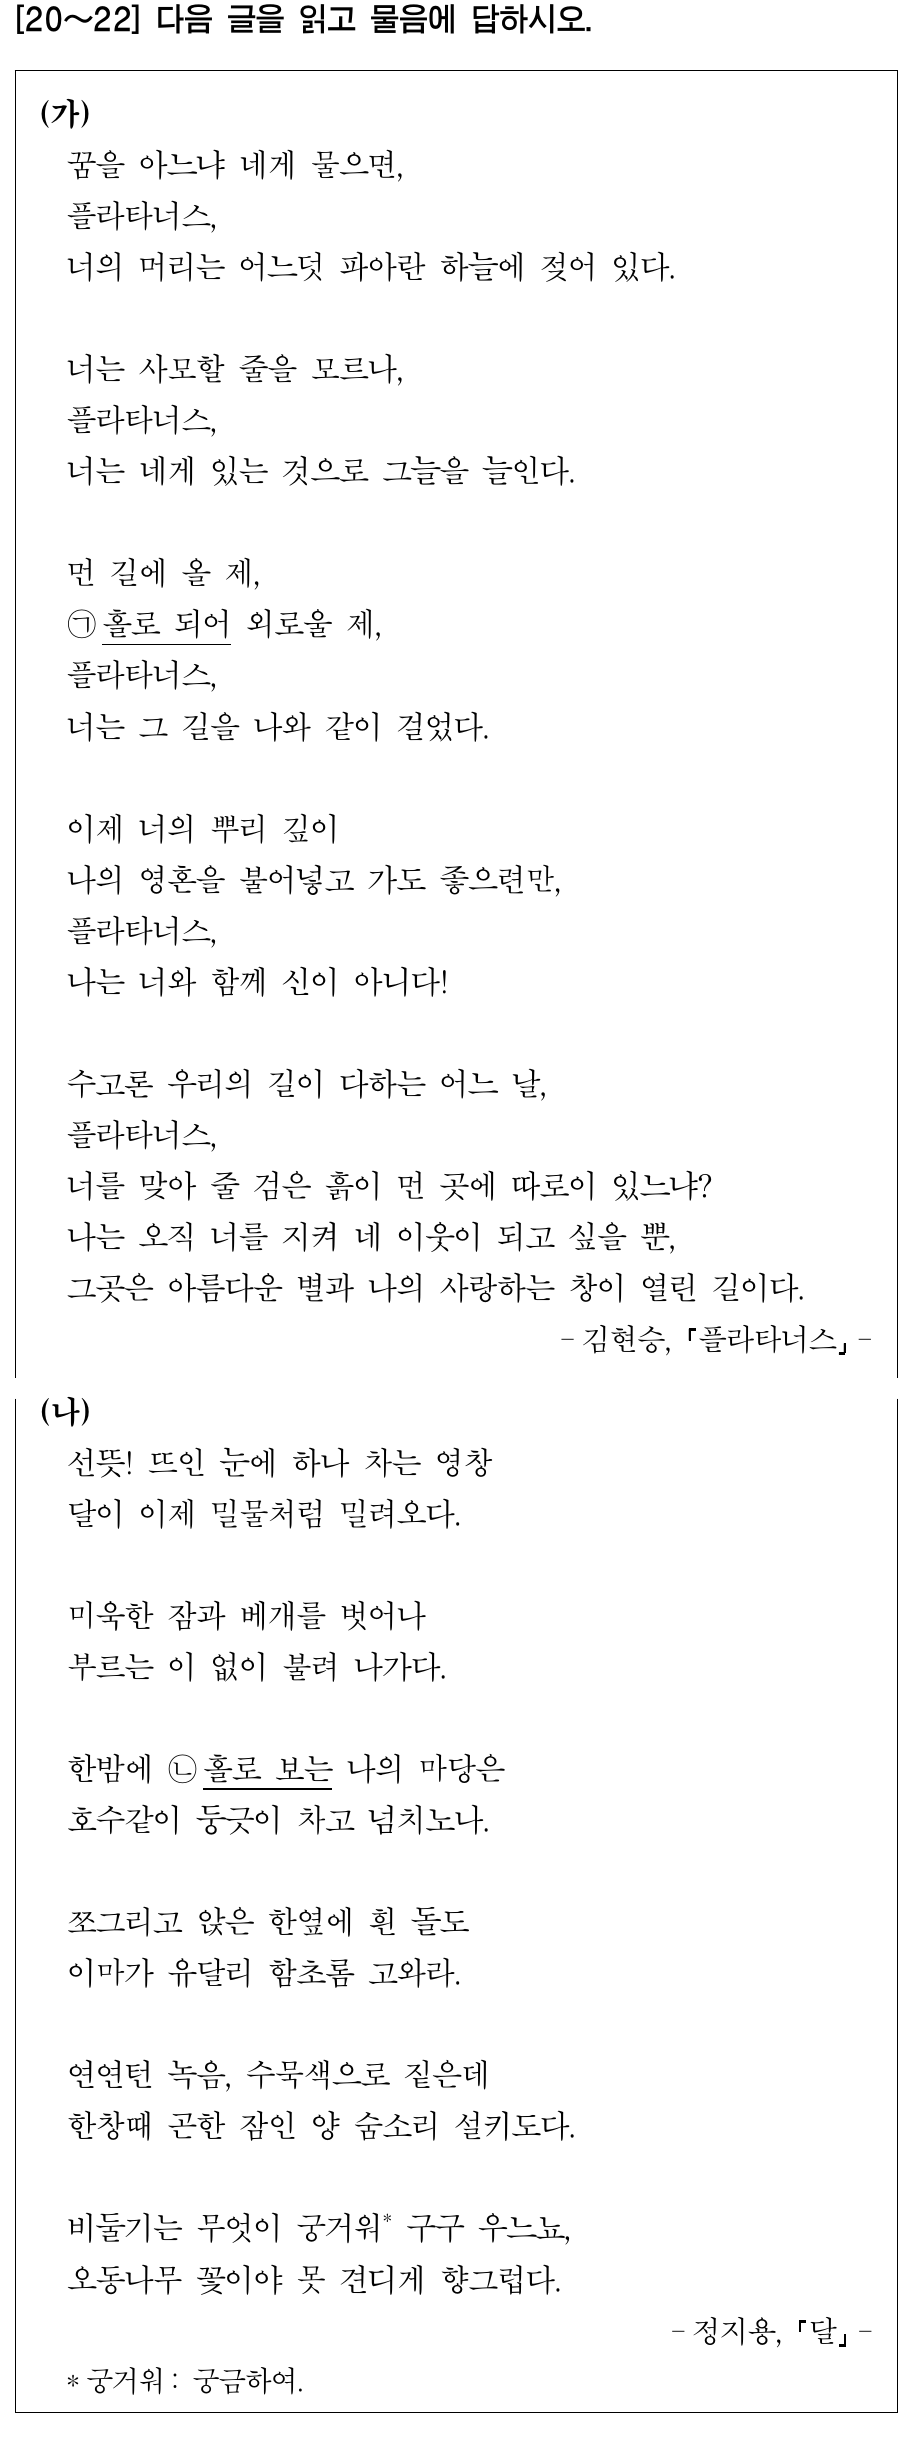 [20～22] 다음 글을 읽고 물음에 답하시오.
(가)
꿈을 아느냐 네게 물으면,
플라타너스,
너의 머리는 어느덧 파아란 하늘에 젖어 있다.
너는 사모할 줄을 모르나,
플라타너스,
너는 네게 있는 것으로 그늘을 늘인다.
먼 길에 올 제,
㉠홀로 되어 외로울 제,
플라타너스,
너는 그 길을 나와 같이 걸었다.
이제 너의 뿌리 깊이
나의 영혼을 불어넣고 가도 좋으련만,
플라타너스,
나는 너와 함께 신이 아니다!
수고론 우리의 길이 다하는 어느 날,
플라타너스,
너를 맞아 줄 검은 흙이 먼 곳에 따로이 있느냐?
나는 오직 너를 지켜 네 이웃이 되고 싶을 뿐,
그곳은 아름다운 별과 나의 사랑하는 창이 열린 길이다.
- 김현승, ｢플라타너스｣ -
(나)
선뜻! 뜨인 눈에 하나 차는 영창
달이 이제 밀물처럼 밀려오다.
미욱한 잠과 베개를 벗어나
부르는 이 없이 불려 나가다.
한밤에 ㉡홀로 보는 나의 마당은
호수같이 둥긋이 차고 넘치노나.
쪼그리고 앉은 한옆에 흰 돌도
이마가 유달리 함초롬 고와라.
연연턴 녹음, 수묵색으로 짙은데
한창때 곤한 잠인 양 숨소리 설키도다.
비둘기는 무엇이 궁거워* 구구 우느뇨,
오동나무 꽃이야 못 견디게 향그럽다.
- 정지용, ｢달｣ -
* 궁거워 : 궁금하여.